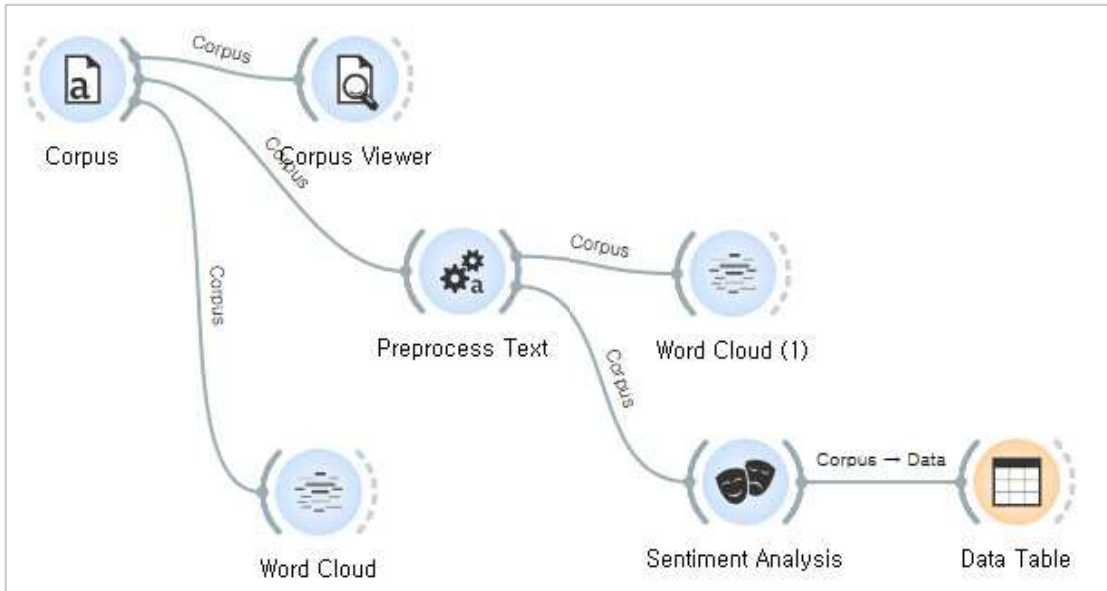 Corpus
a
Corpus
Corpus Viewer
Corpus
Corpus
a
Preprocess Text
Corpus
Word Cloud (1)
Corpus
Word Cloud
Sentiment Analysis
Corpus → Data
Data Table